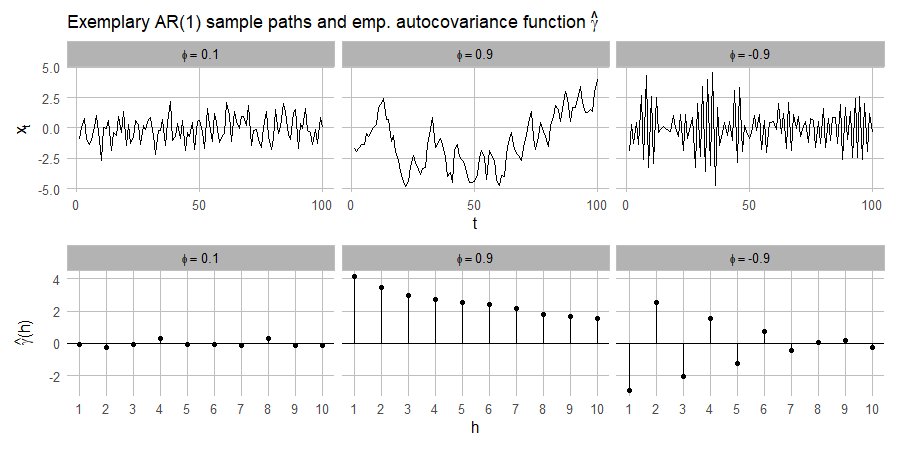 Exemplary AR(1) sample paths and emp. autocovariance function γ̂
ϕ = 0.1 ϕ = 0.9 ϕ = -0.9
5.0
2.5
0.0
-2.5
-5.0
xt
0 50 100 0 50 100 0 50 100
t
ϕ = 0.1 ϕ = 0.9 ϕ = -0.9
4
2
0
-2
γ̂(h)
1 2 3 4 5 6 7 8 9 10 1 2 3 4 5 6 7 8 9 10 1 2 3 4 5 6 7 8 9 10
h